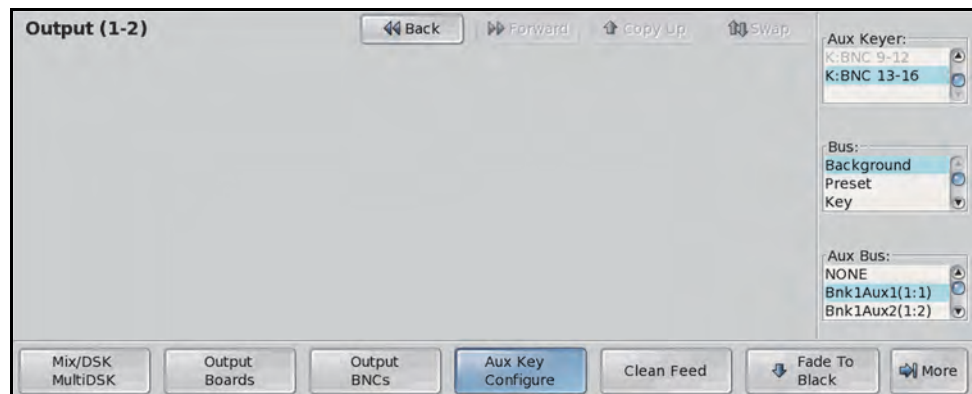 Output (1-2)
Back
Forward
Copy Up
Swap
Aux Keyer:
K:BNC 9-12
K:BNC 13-16
Bus:
Background
Preset
Key
Aux Bus:
NONE
Bnk1Aux1(1:1)
Bnk1Aux2(1:2)
Mix/DSK
MultiDSK
Output
Boards
Output
BNCs
Aux Key
Configure
Clean Feed
Fade To
Black
More